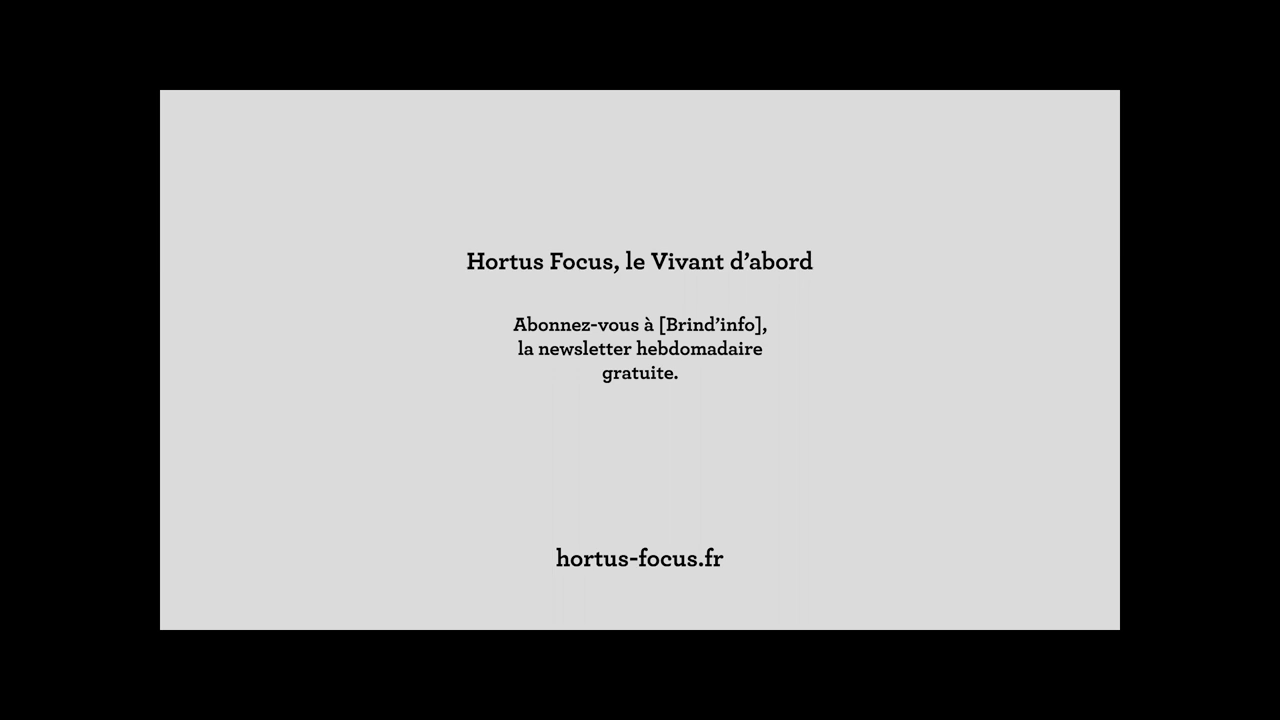 Hortus Focus, le Vivant d’abord
Abonnez-vous à [Brind’info],
la newsletter hebdomadaire
gratuite.
hortus-focus.fr